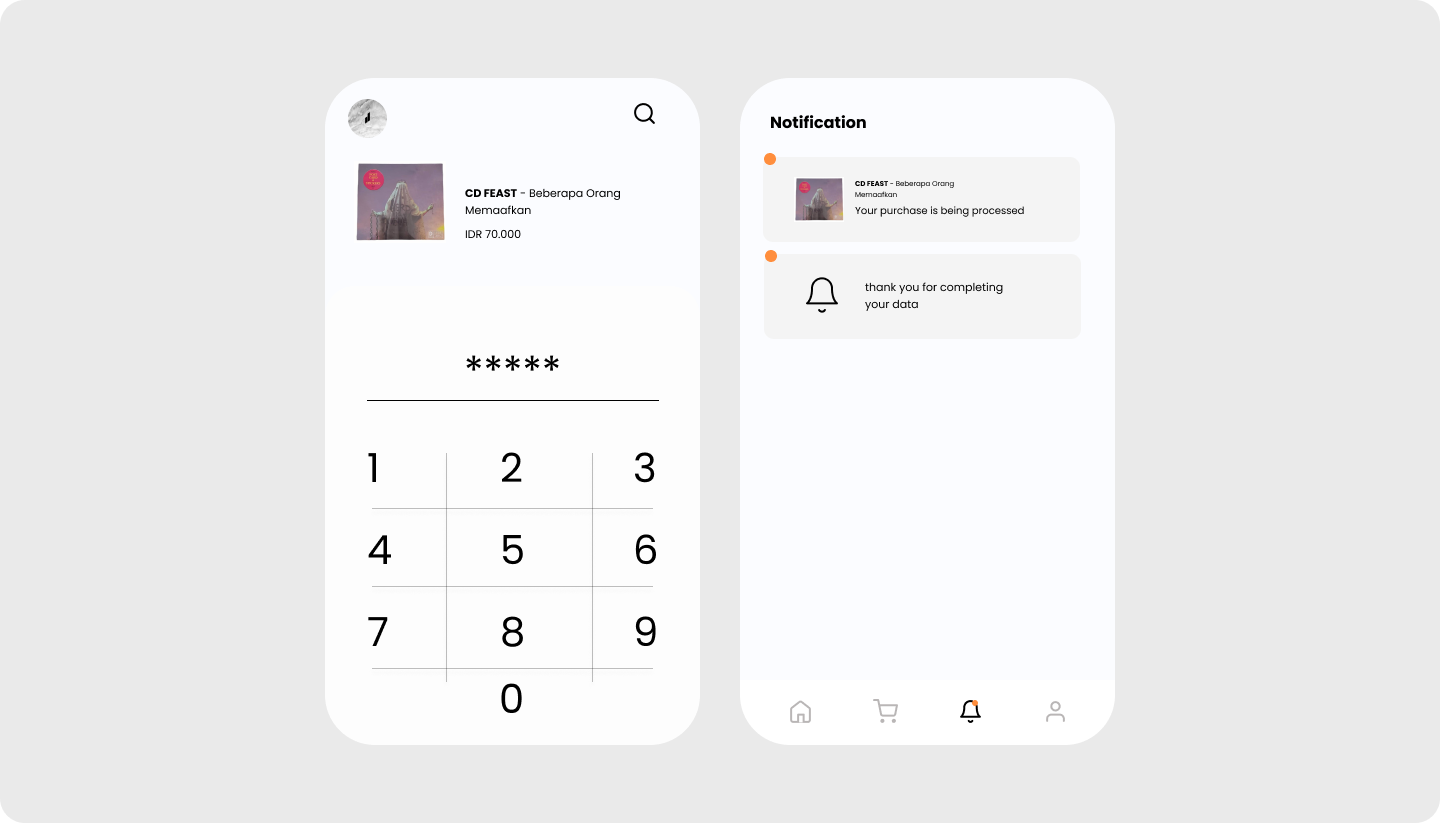 CD FEAST - Beberapa Orang
Memaafkan
IDR 70.000
*****
1 2 3
4 5 6
7 8 9
0
Notification
CD FEAST - Beberapa Orang
Memaafkan
Your purchase is being processed
thank you for completing
your data